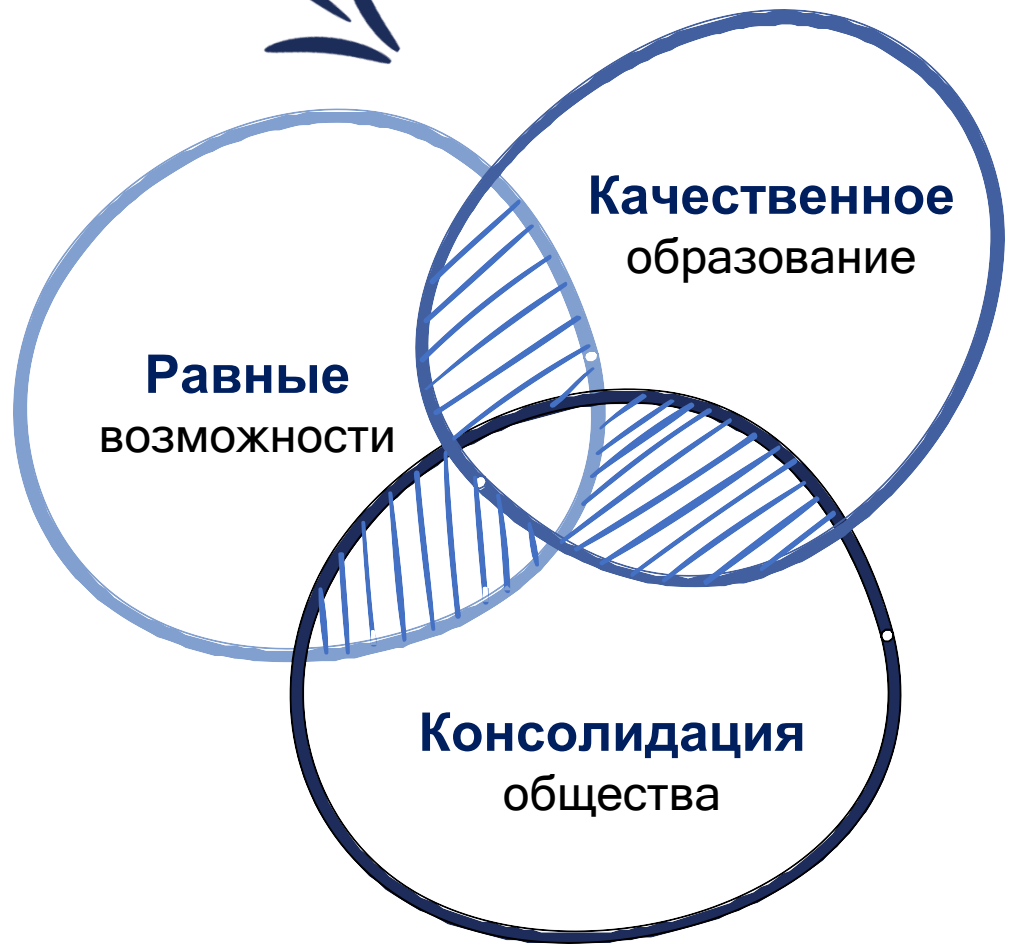 Качественное
образование
Равные
возможности
Консолидация
общества